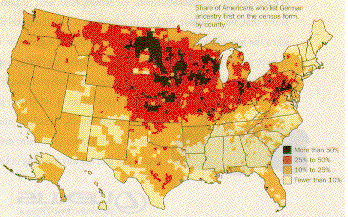 Share of Americans who list German
ancestry first on the census form,
by county
More than 50%
25% to 50%
10% to 25%
Fewer than 10%